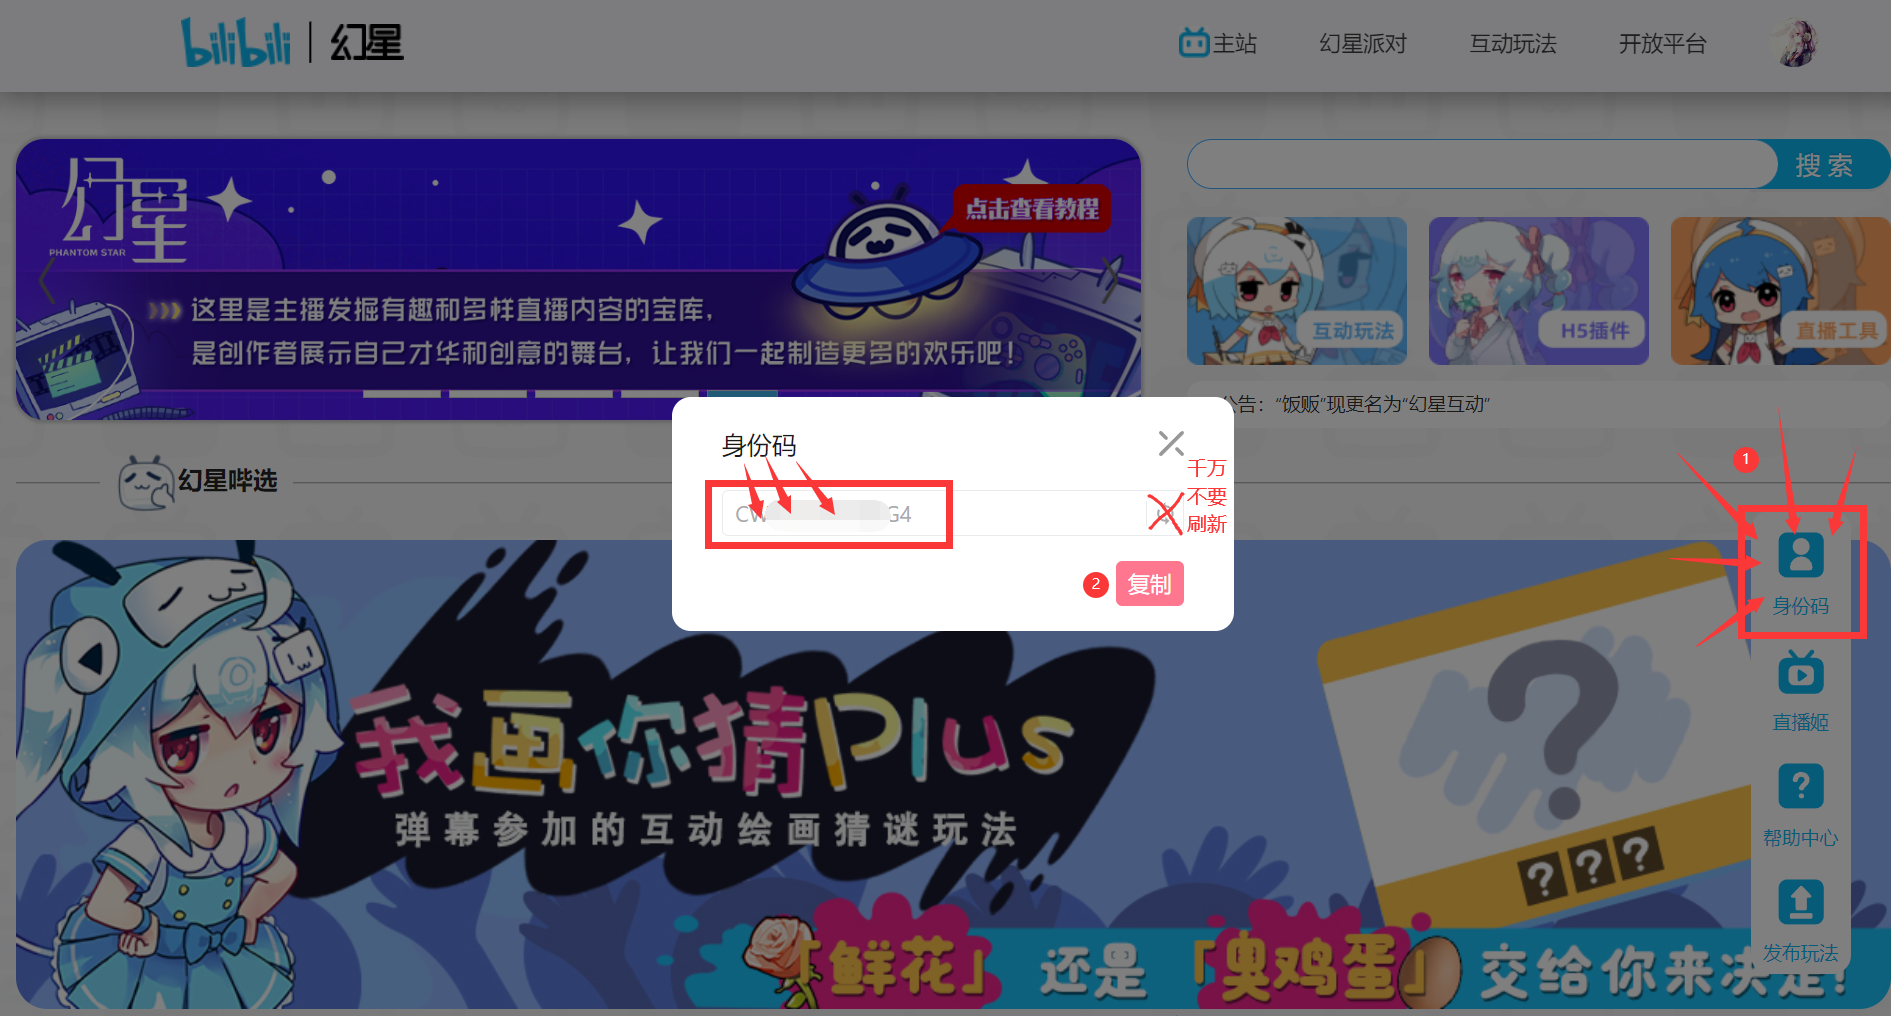 bilibili 幻星
主站 幻星派对 互动玩法 开放平台
幻星
PHANTOM STAR
点击查看教程
这里是主播发掘有趣和多样直播内容的宝库，
是创作者展示自己才华和创意的舞台，让我们一起制造更多的欢乐吧！
搜 索
互动玩法
H5插件
直播工具
公告：“饭贩”现更名为“幻星互动”
幻星哔选
身份码
CW
G4
千万
不要
刷新
2 复制
1
身份码
直播姬
帮助中心
发布玩法
我画你猜Plus
弹幕参加的互动绘画猜谜玩法
?
? ? ?
「鲜花」还是「臭鸡蛋」交给你来决定！